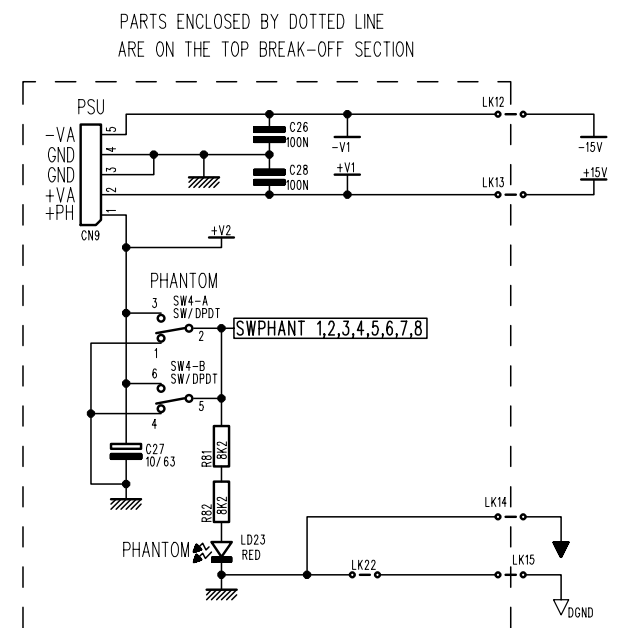 PARTS ENCLOSED BY DOTTED LINE
ARE ON THE TOP BREAK-OFF SECTION
PSU
-VA 5
GND 4
GND 3
+VA 2
+PH 1
CN9
C26
100N
C28
100N
-V1
+V1
LK12
LK13
-15V
+15V
+V2
PHANTOM
SW4-A
SW/DPDT
3
2
1
SWPHANT 1,2,3,4,5,6,7,8
SW4-B
SW/DPDT
6
5
4
C27
10/63
R81
8K2
R82
8K2
PHANTOM
LD23
RED
LK14
LK22
LK15
DGND